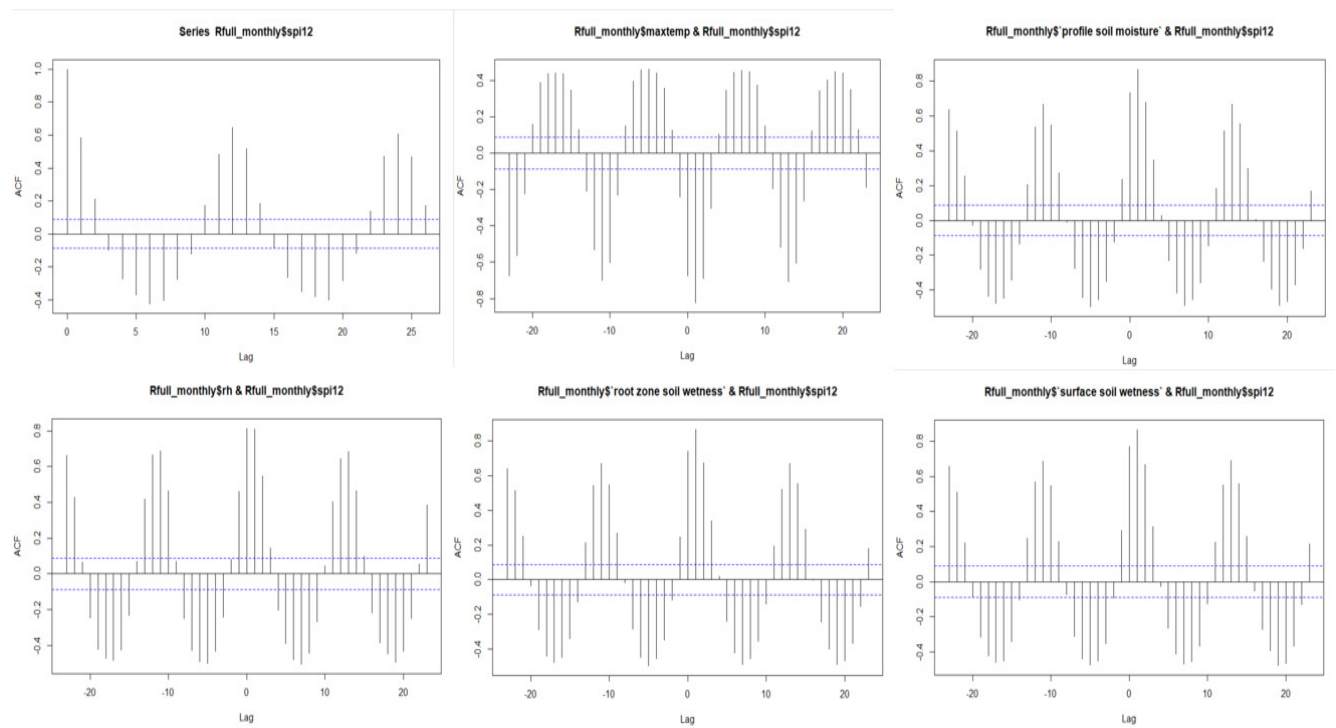 Series Rfull_monthly$spi12
ACF
1.0
0.8
0.6
0.4
0.2
0.0
-0.2
-0.4
0 5 10 15 20 25
Lag
Rfull_monthly$maxtemp & Rfull_monthly$spi12
ACF
0.4
0.2
0.0
-0.2
-0.4
-0.6
-0.8
-20 -10 0 10 20
Lag
Rfull_monthly$`profile soil moisture` & Rfull_monthly$spi12
ACF
0.8
0.6
0.4
0.2
0.0
-0.2
-0.4
-20 -10 0 10 20
Lag
Rfull_monthly$rh & Rfull_monthly$spi12
ACF
0.8
0.6
0.4
0.2
0.0
-0.2
-0.4
-20 -10 0 10 20
Lag
Rfull_monthly$`root zone soil wetness` & Rfull_monthly$spi12
ACF
0.8
0.6
0.4
0.2
0.0
-0.2
-0.4
-20 -10 0 10 20
Lag
Rfull_monthly$`surface soil wetness` & Rfull_monthly$spi12
ACF
0.8
0.6
0.4
0.2
0.0
-0.2
-0.4
-20 -10 0 10 20
Lag